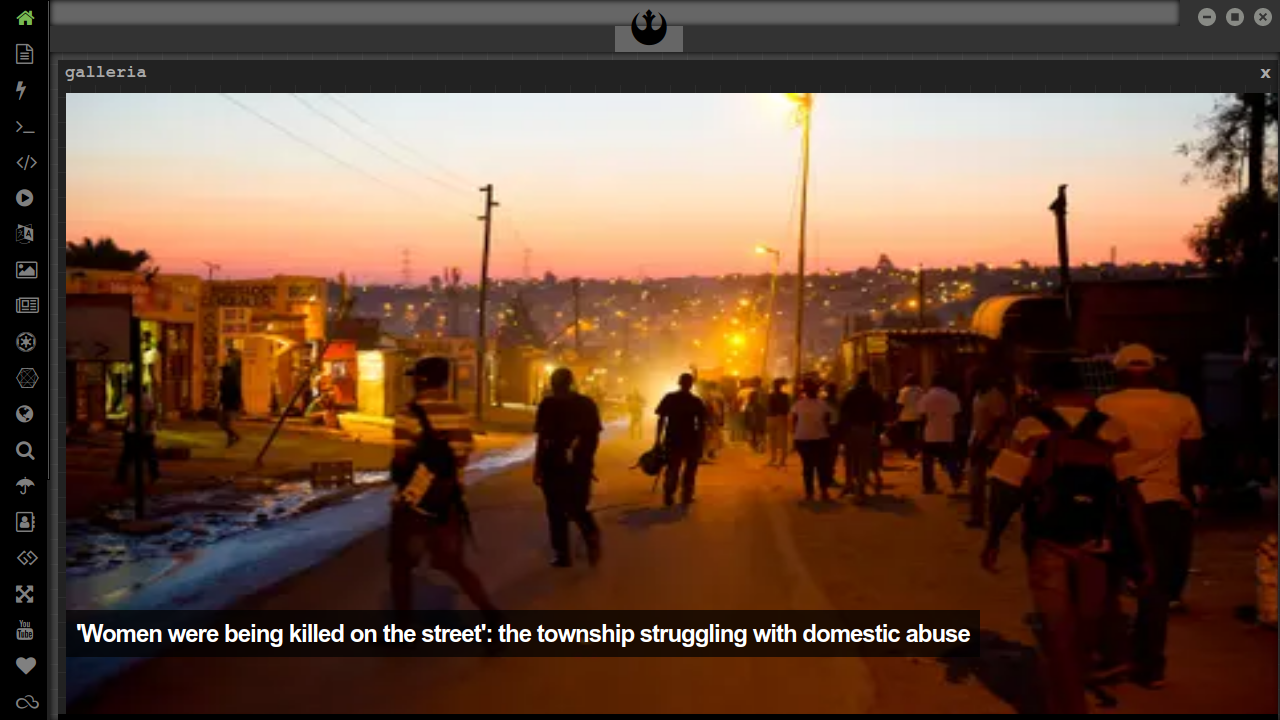 galleria
x
'Women were being killed on the street': the township struggling with domestic abuse
You
Tube